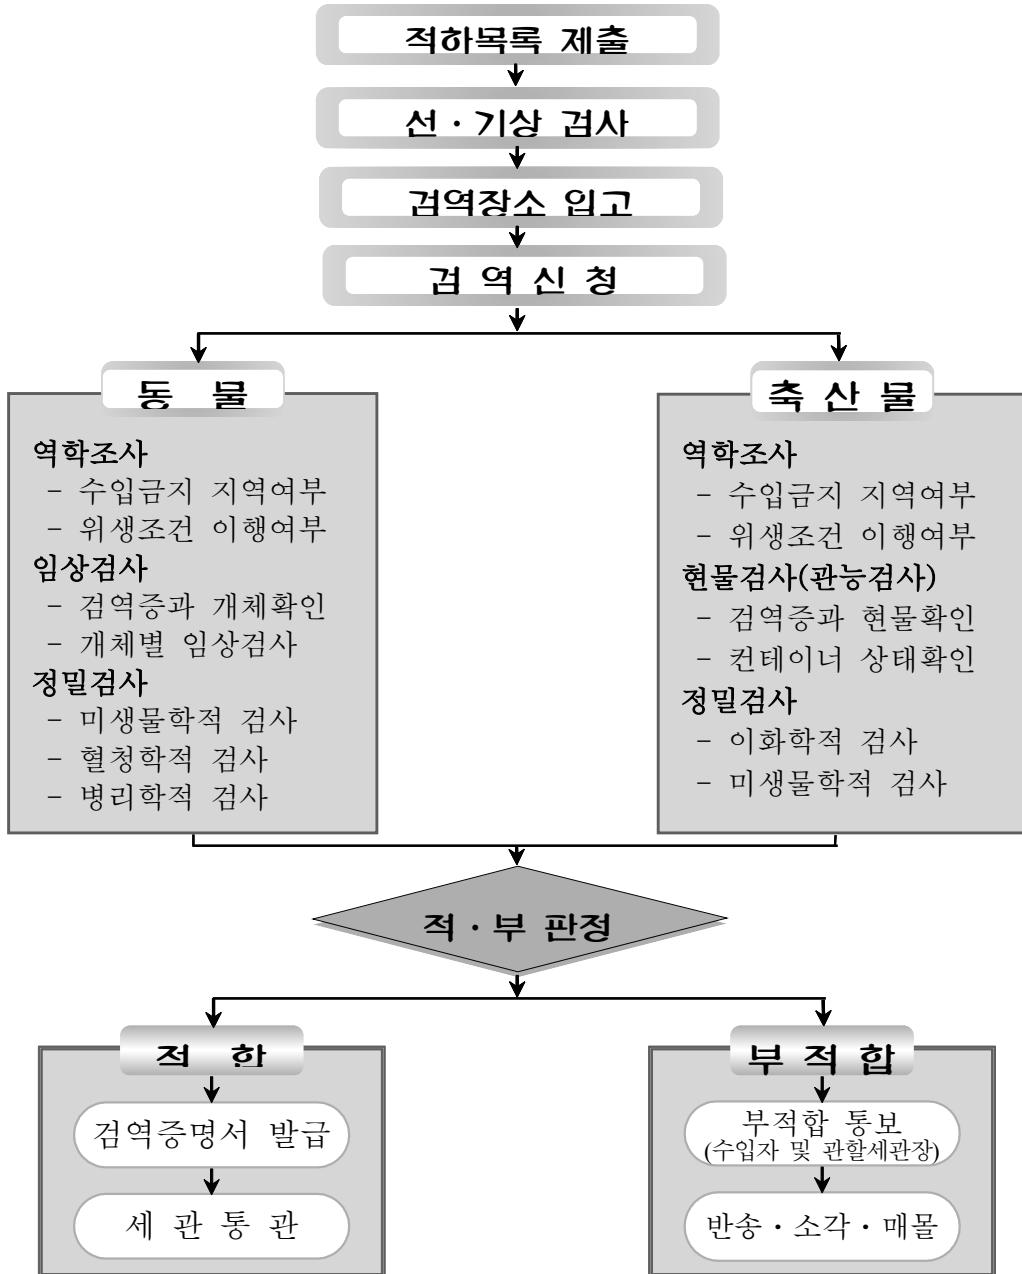 적하목록 제출
선·기상 검사
검역장소 입고
검 역 신 청
동 물
역학조사
- 수입금지 지역여부
- 위생조건 이행여부
임상검사
- 검역증과 개체확인
- 개체별 임상검사
정밀검사
- 미생물학적 검사
- 혈청학적 검사
- 병리학적 검사
축 산 물
역학조사
- 수입금지 지역여부
- 위생조건 이행여부
현물검사(관능검사)
- 검역증과 현물확인
- 컨테이너 상태확인
정밀검사
- 이화학적 검사
- 미생물학적 검사
적·부 판정
적 합
검역증명서 발급
세 관 통 관
부 적 합
부적합 통보
(수입자 및 관할세관장)
반송·소각·매몰